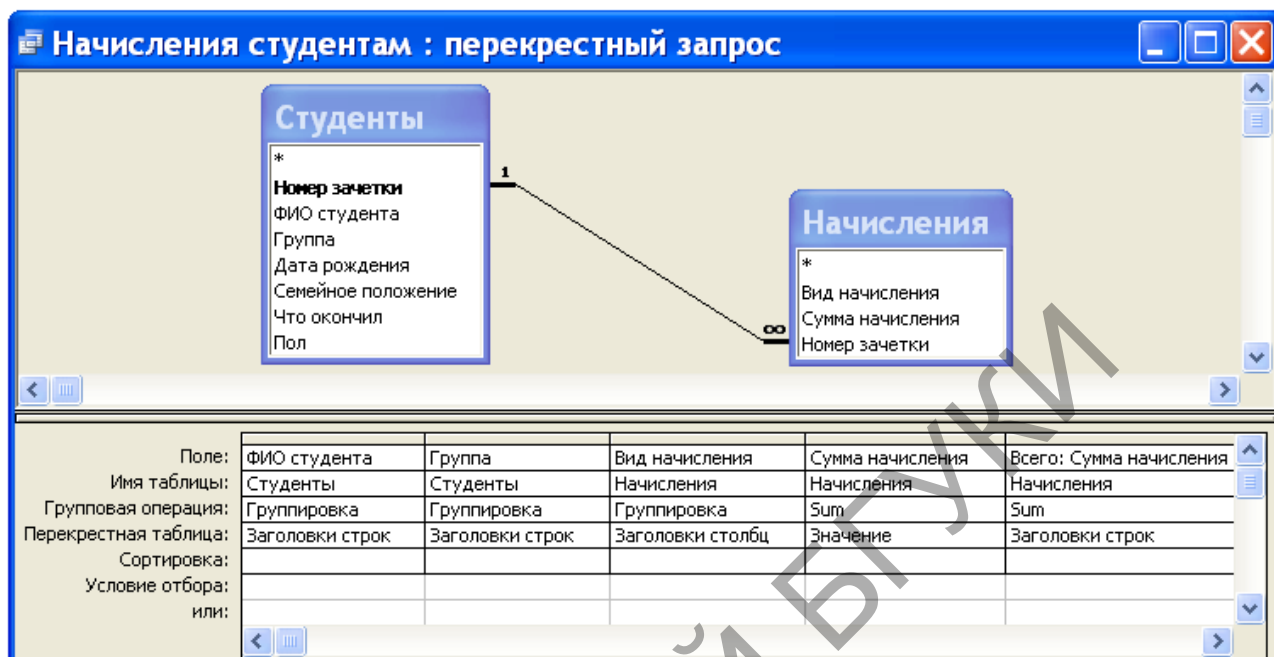 Начисления студентам : перекрестный запрос
Студенты
*
Номер зачетки
ФИО студента
Группа
Дата рождения
Семейное положение
Что окончил
Пол
1
∞
Начисления
*
Вид начисления
Сумма начисления
Номер зачетки
Поле: ФИО студента Группа Вид начисления Сумма начисления Всего: Сумма начисления
Имя таблицы: Студенты Студенты Начисления Начисления Начисления
Групповая операция: Группировка Группировка Группировка Sum Sum
Перекрестная таблица: Заголовки строк Заголовки строк Заголовки столбц Значение Заголовки строк
Сортировка:
Условие отбора:
или:
Й БГУКИ